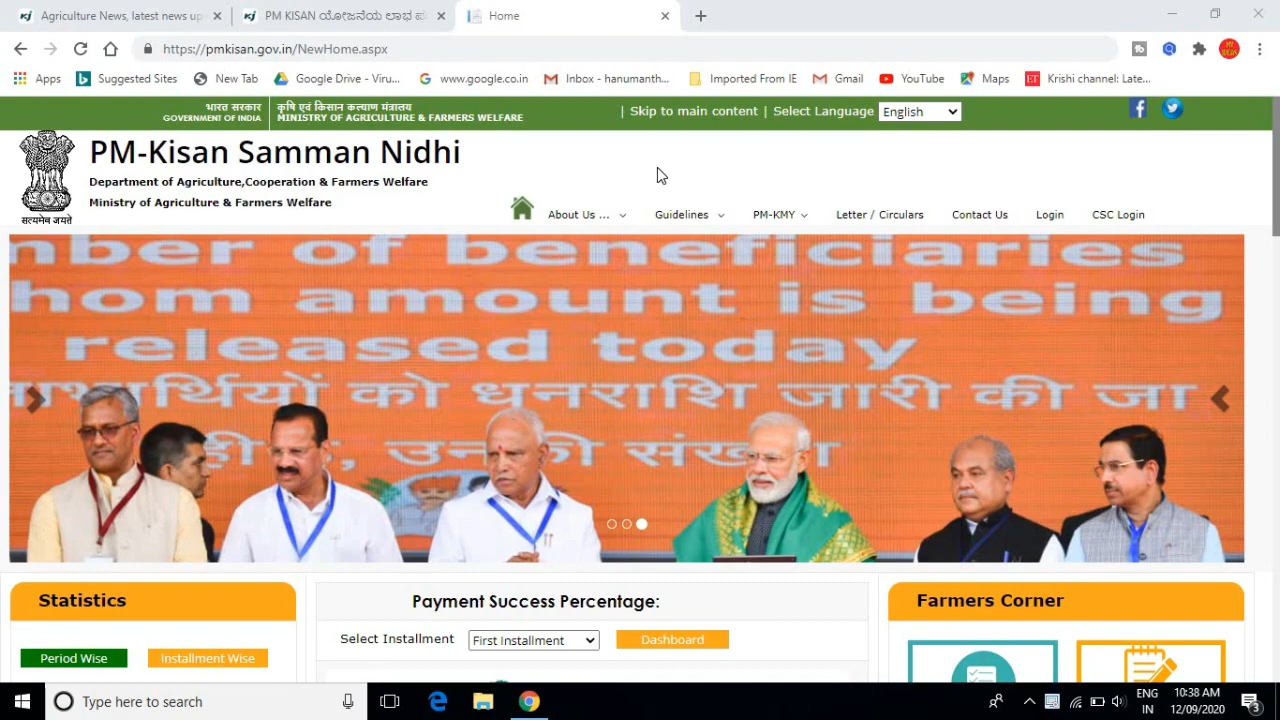 Agriculture News, latest news up
PM KISAN ಯೋಜನೆಯ ಲಾಭ ಪ
Home
https://pmkisan.gov.in/NewHome.aspx
Apps
Suggested Sites
New Tab
Google Drive - Viru...
www.google.co.in
Inbox - hanumanth...
Imported From IE
Gmail
YouTube
Maps
Krishi channel: Late...
भारत सरकार
GOVERNMENT OF INDIA
कृषि एवं किसान कल्याण मंत्रालय
MINISTRY OF AGRICULTURE & FARMERS WELFARE
| Skip to main content | Select Language English
PM-Kisan Samman Nidhi
Department of Agriculture,Cooperation & Farmers Welfare
Ministry of Agriculture & Farmers Welfare
सत्यमेव जयते
About Us ... Guidelines PM-KMY Letter / Circulars Contact Us Login CSC Login
mber of beneficiaries
hom amount is being
released today
को धनराशि जारी की जा
उनकी संख्या
Statistics
Payment Success Percentage:
Farmers Corner
Select Installment First Installment Dashboard
Period Wise Installment Wise
Type here to search
ENG
IN
10:38 AM
12/09/2020
3